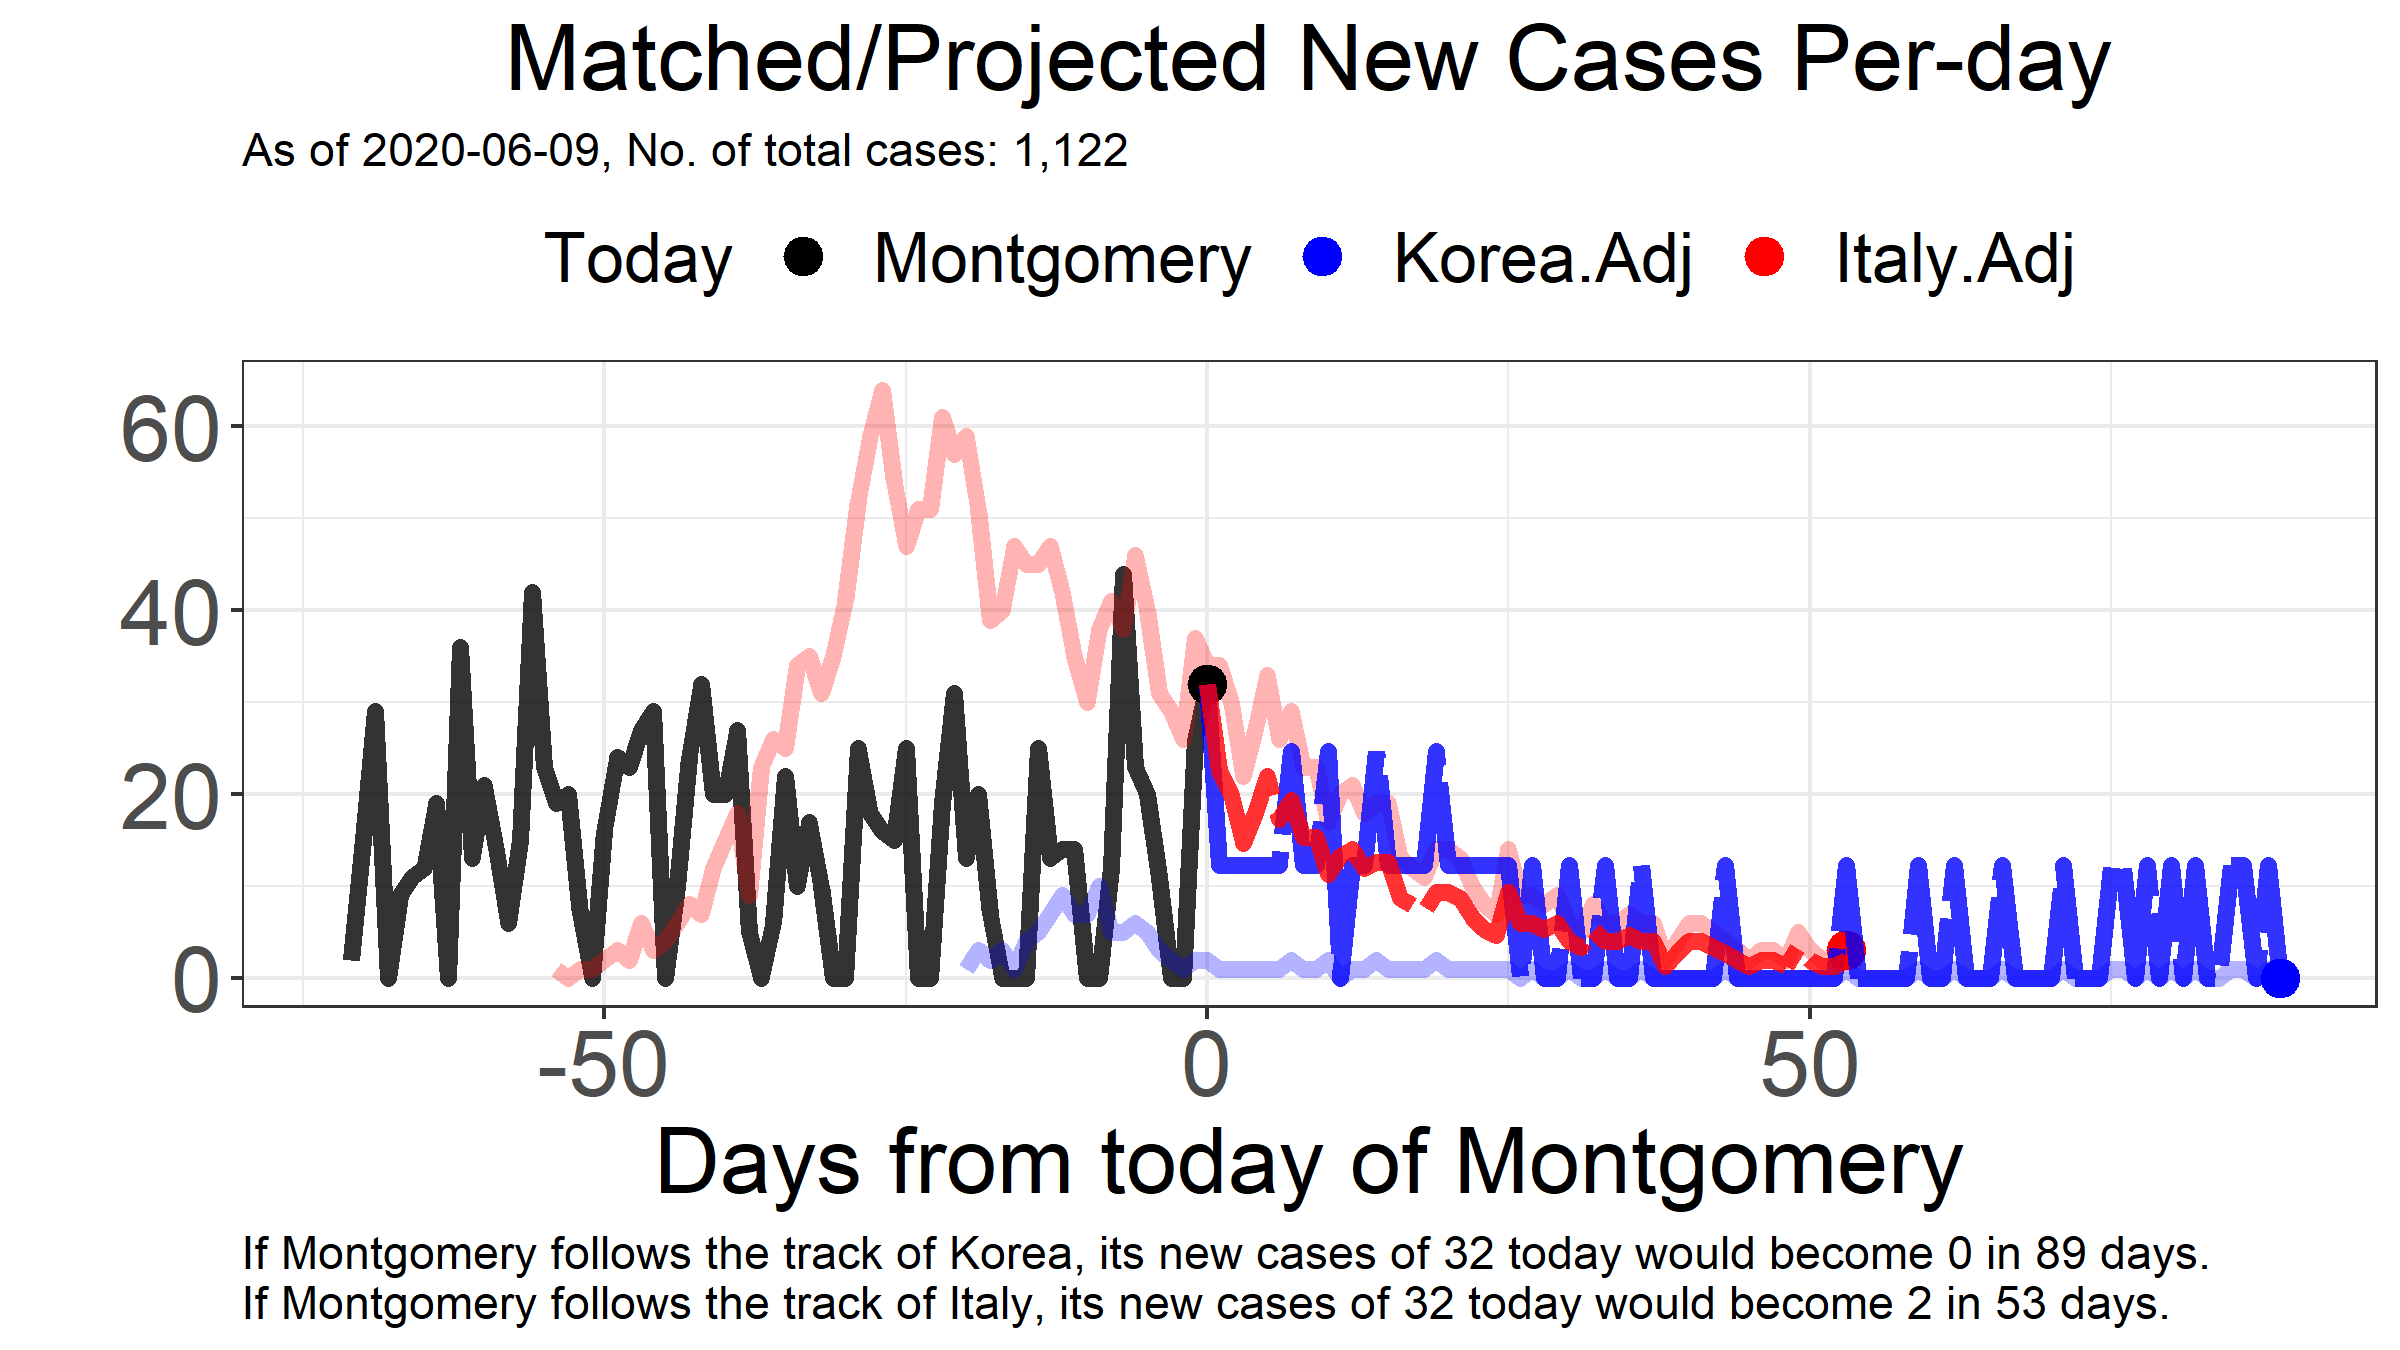 Matched/Projected New Cases Per-day
As of 2020-06-09, No. of total cases: 1,122
Today Montgomery Korea.Adj Italy.Adj
60
40
20
0
-50 0 50
Days from today of Montgomery
If Montgomery follows the track of Korea, its new cases of 32 today would become 0 in 89 days.
If Montgomery follows the track of Italy, its new cases of 32 today would become 2 in 53 days.